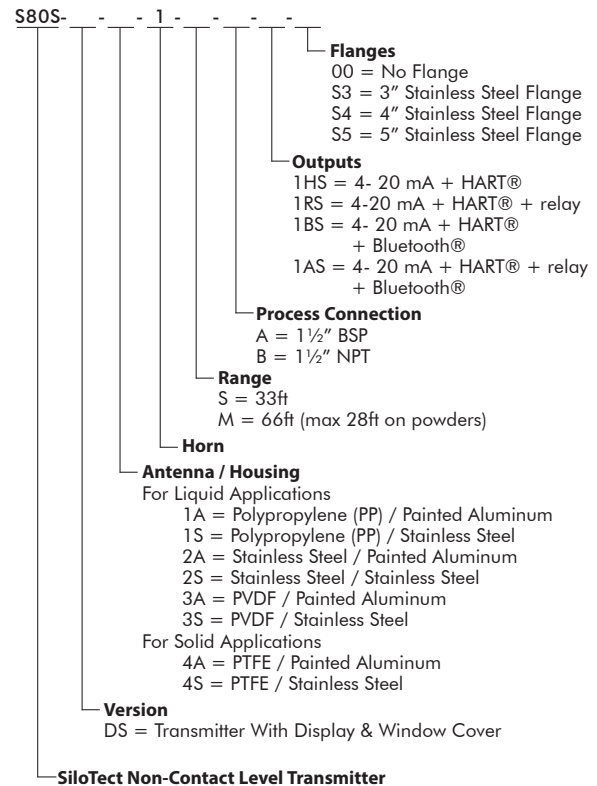 S80S- - - 1 - - - -
Flanges
00 = No Flange
S3 = 3″ Stainless Steel Flange
S4 = 4″ Stainless Steel Flange
S5 = 5″ Stainless Steel Flange
Outputs
1HS = 4- 20 mA + HART®
1RS = 4-20 mA + HART® + relay
1BS = 4- 20 mA + HART®
+ Bluetooth®
1AS = 4- 20 mA + HART® + relay
+ Bluetooth®
Process Connection
A = 1½″ BSP
B = 1½″ NPT
Range
S = 33ft
M = 66ft (max 28ft on powders)
Horn
Antenna / Housing
For Liquid Applications
1A = Polypropylene (PP) / Painted Aluminum
1S = Polypropylene (PP) / Stainless Steel
2A = Stainless Steel / Painted Aluminum
2S = Stainless Steel / Stainless Steel
3A = PVDF / Painted Aluminum
3S = PVDF / Stainless Steel
For Solid Applications
4A = PTFE / Painted Aluminum
4S = PTFE / Stainless Steel
Version
DS = Transmitter With Display & Window Cover
SiloTect Non-Contact Level Transmitter